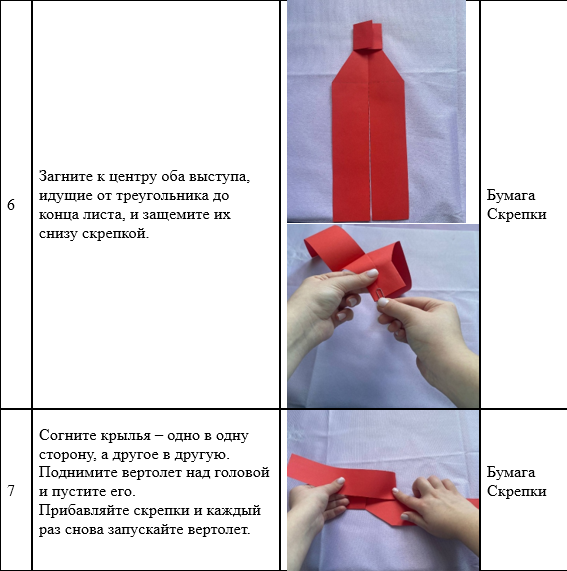 6
Загните к центру оба выступа,
идущие от треугольника до
конца листа, и защемите их
снизу скрепкой.
Бумага
Скрепки
7
Согните крылья – одно в одну
сторону, а другое в другую.
Поднимите вертолет над головой
и пустите его.
Прибавляйте скрепки и каждый
раз снова запускайте вертолет.
Бумага
Скрепки